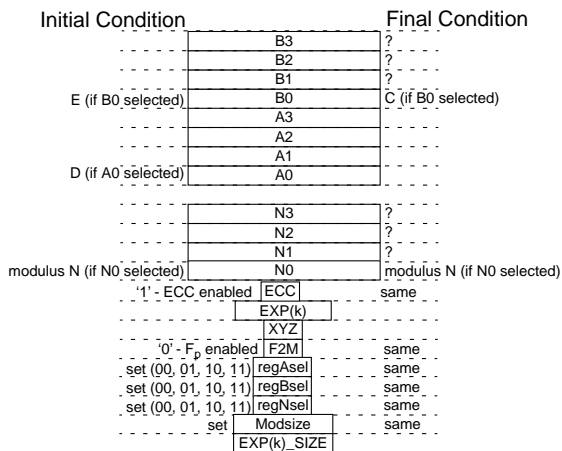 Initial Condition Final Condition
B3 ?
B2 ?
B1 ?
E (if B0 selected) B0 C (if B0 selected)
A3
A2
A1
D (if A0 selected) A0
N3 ?
N2 ?
N1 ?
modulus N (if N0 selected) N0 modulus N (if N0 selected)
‘1’ - ECC enabled ECC same
EXP(k)
XYZ
‘0’ - Fp enabled F2M same
set (00, 01, 10, 11) regAsel same
set (00, 01, 10, 11) regBsel same
set (00, 01, 10, 11) regNsel same
set Modsize same
EXP(k)_SIZE